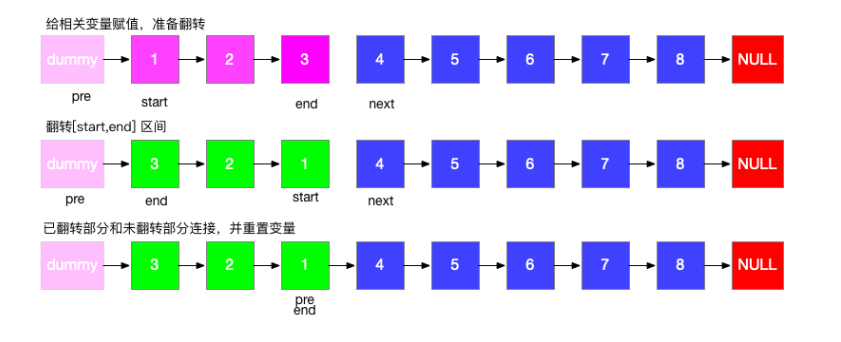 给相关变量赋值，准备翻转
dummy 1 2 3 4 5 6 7 8 NULL
pre start end next
翻转[start,end] 区间
dummy 3 2 1 4 5 6 7 8 NULL
pre end start next
已翻转部分和未翻转部分连接，并重置变量
dummy 3 2 1 4 5 6 7 8 NULL
pre
end